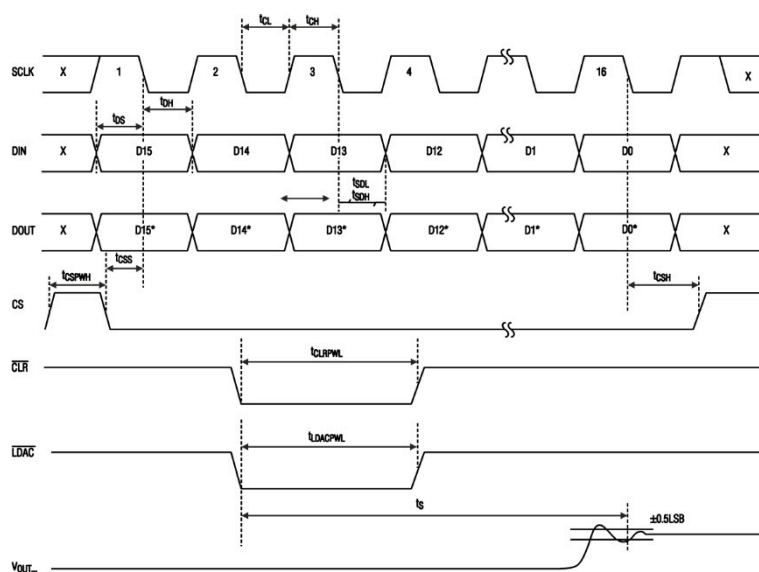 tCL tCH
SCLK X 1 2 3 4 16 X
tDS tDH
DIN X D15 D14 D13 D12 D1 D0 X
tSDL
tSDH
DOUT X D15* D14* D13* D12* D1* D0* X
tCSPWH tCSS tCSH
CS
tCLRPWL
CLR
tLDACPWL
LDAC
tS
±0.5LSB
VOUT_